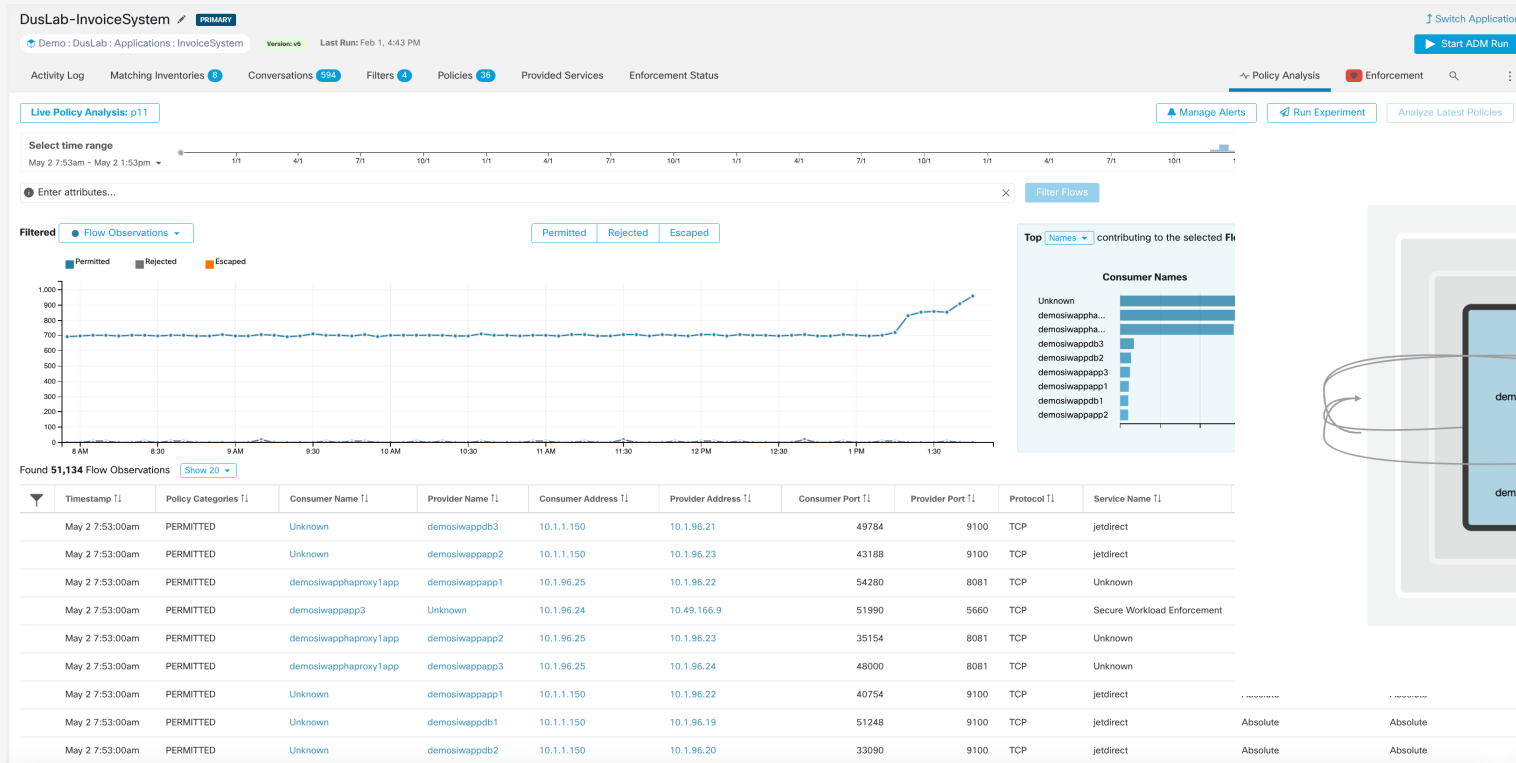 DusLab-InvoiceSystem PRIMARY
Switch Application
Demo : DusLab : Applications : InvoiceSystem Version: v6 Last Run: Feb 1, 4:43 PM
Start ADM Run
Activity Log Matching Inventories 8 Conversations 594 Filters 4 Policies 36 Provided Services Enforcement Status Policy Analysis Enforcement
Live Policy Analysis: p11 Manage Alerts Run Experiment Analyze Latest Policies
Select time range
May 2 7:53am - May 2 1:53pm
1/1 4/1 7/1 10/1 1/1 4/1 7/1 10/1 1/1 4/1 7/1 10/1 1/1 4/1 7/1 10/1
Enter attributes... Filter Flows
Filtered Flow Observations Permitted Rejected Escaped
Top Names contributing to the selected
Permitted Rejected Escaped
Consumer Names
1,000
900
800
700
600
500
400
300
200
100
0
8 AM 8:30 9 AM 9:30 10 AM 10:30 11 AM 11:30 12 PM 12:30 1 PM 1:30
Unknown
demosiwappha...
demosiwappha...
demosiwappdb3
demosiwappdb2
demosiwappapp3
demosiwappapp1
demosiwappdb1
demosiwappapp2
dem
dem
Found 51,134 Flow Observations Show 20
Timestamp Policy Categories Consumer Name Provider Name Consumer Address Provider Address Consumer Port Provider Port Protocol Service Name
May 2 7:53:00am PERMITTED Unknown demosiwappdb3 10.1.1.150 10.1.96.21 49784 9100 TCP jetdirect
May 2 7:53:00am PERMITTED Unknown demosiwappapp2 10.1.1.150 10.1.96.23 43188 9100 TCP jetdirect
May 2 7:53:00am PERMITTED demosiwapphaproxy1app demosiwappapp1 10.1.96.25 10.1.96.22 54280 8081 TCP Unknown
May 2 7:53:00am PERMITTED demosiwappapp3 Unknown 10.1.96.24 10.49.166.9 51990 5660 TCP Secure Workload Enforcement
May 2 7:53:00am PERMITTED demosiwapphaproxy1app demosiwappapp2 10.1.96.25 10.1.96.23 35154 8081 TCP Unknown
May 2 7:53:00am PERMITTED demosiwapphaproxy1app demosiwappapp3 10.1.96.25 10.1.96.24 48000 8081 TCP Unknown
May 2 7:53:00am PERMITTED Unknown demosiwappapp1 10.1.1.150 10.1.96.22 40754 9100 TCP jetdirect
May 2 7:53:00am PERMITTED Unknown demosiwappdb1 10.1.1.150 10.1.96.19 51248 9100 TCP jetdirect Absolute Absolute
May 2 7:53:00am PERMITTED Unknown demosiwappdb2 10.1.1.150 10.1.96.20 33090 9100 TCP jetdirect Absolute Absolute